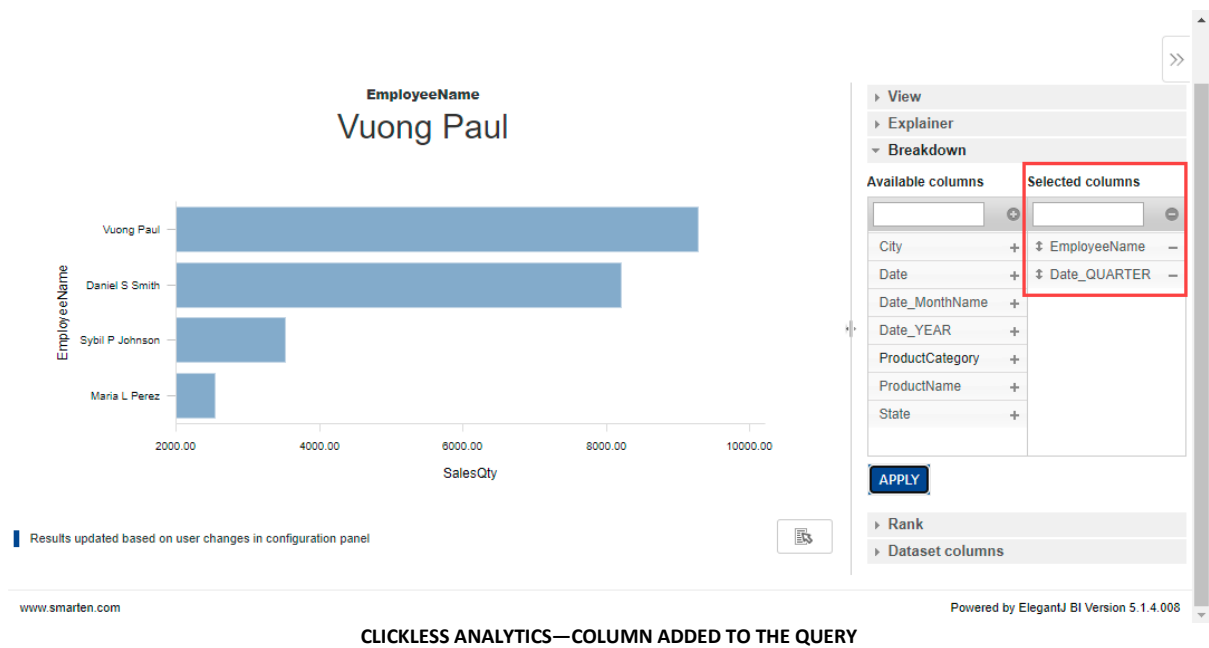 EmployeeName
Vuong Paul
Vuong Paul
Daniel S Smith
Sybil P Johnson
Maria L Perez
EmployeeName
2000.00 4000.00 6000.00 8000.00 10000.00
SalesQty
Results updated based on user changes in configuration panel
View
Explainer
Breakdown
Available columns Selected columns
City
Date
Date_MonthName
Date_YEAR
ProductCategory
ProductName
State
EmployeeName
Date_QUARTER
APPLY
Rank
Dataset columns
www.smarten.com Powered by ElegantJ BI Version 5.1.4.008
CLICKLESS ANALYTICS—COLUMN ADDED TO THE QUERY